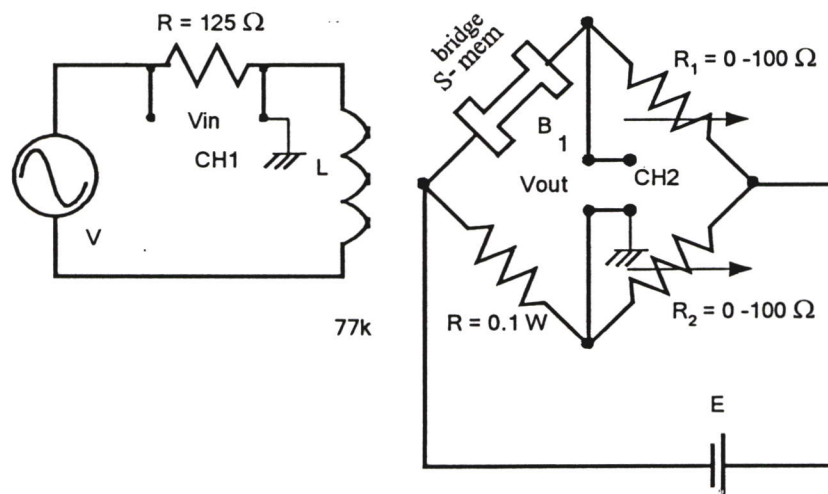 R = 125 Ω
Vin
CH1
L
V
77k
bridge
S- mem
B 1
R1 = 0 -100 Ω
Vout
CH2
R = 0.1 W
R2 = 0 -100 Ω
E